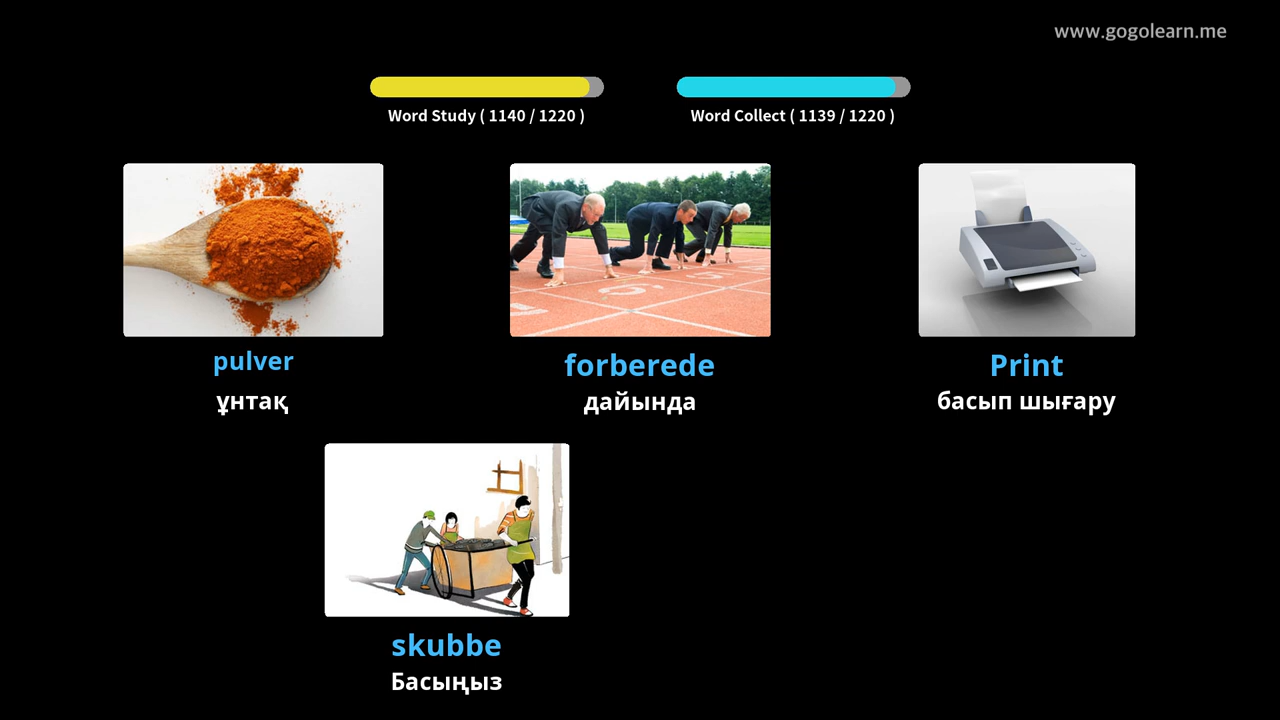 www.gogolearn.me
Word Study ( 1140 / 1220 )
Word Collect ( 1139 / 1220 )
pulver
ұнтақ
forberede
дайында
Print
басып шығару
skubbe
Басыңыз